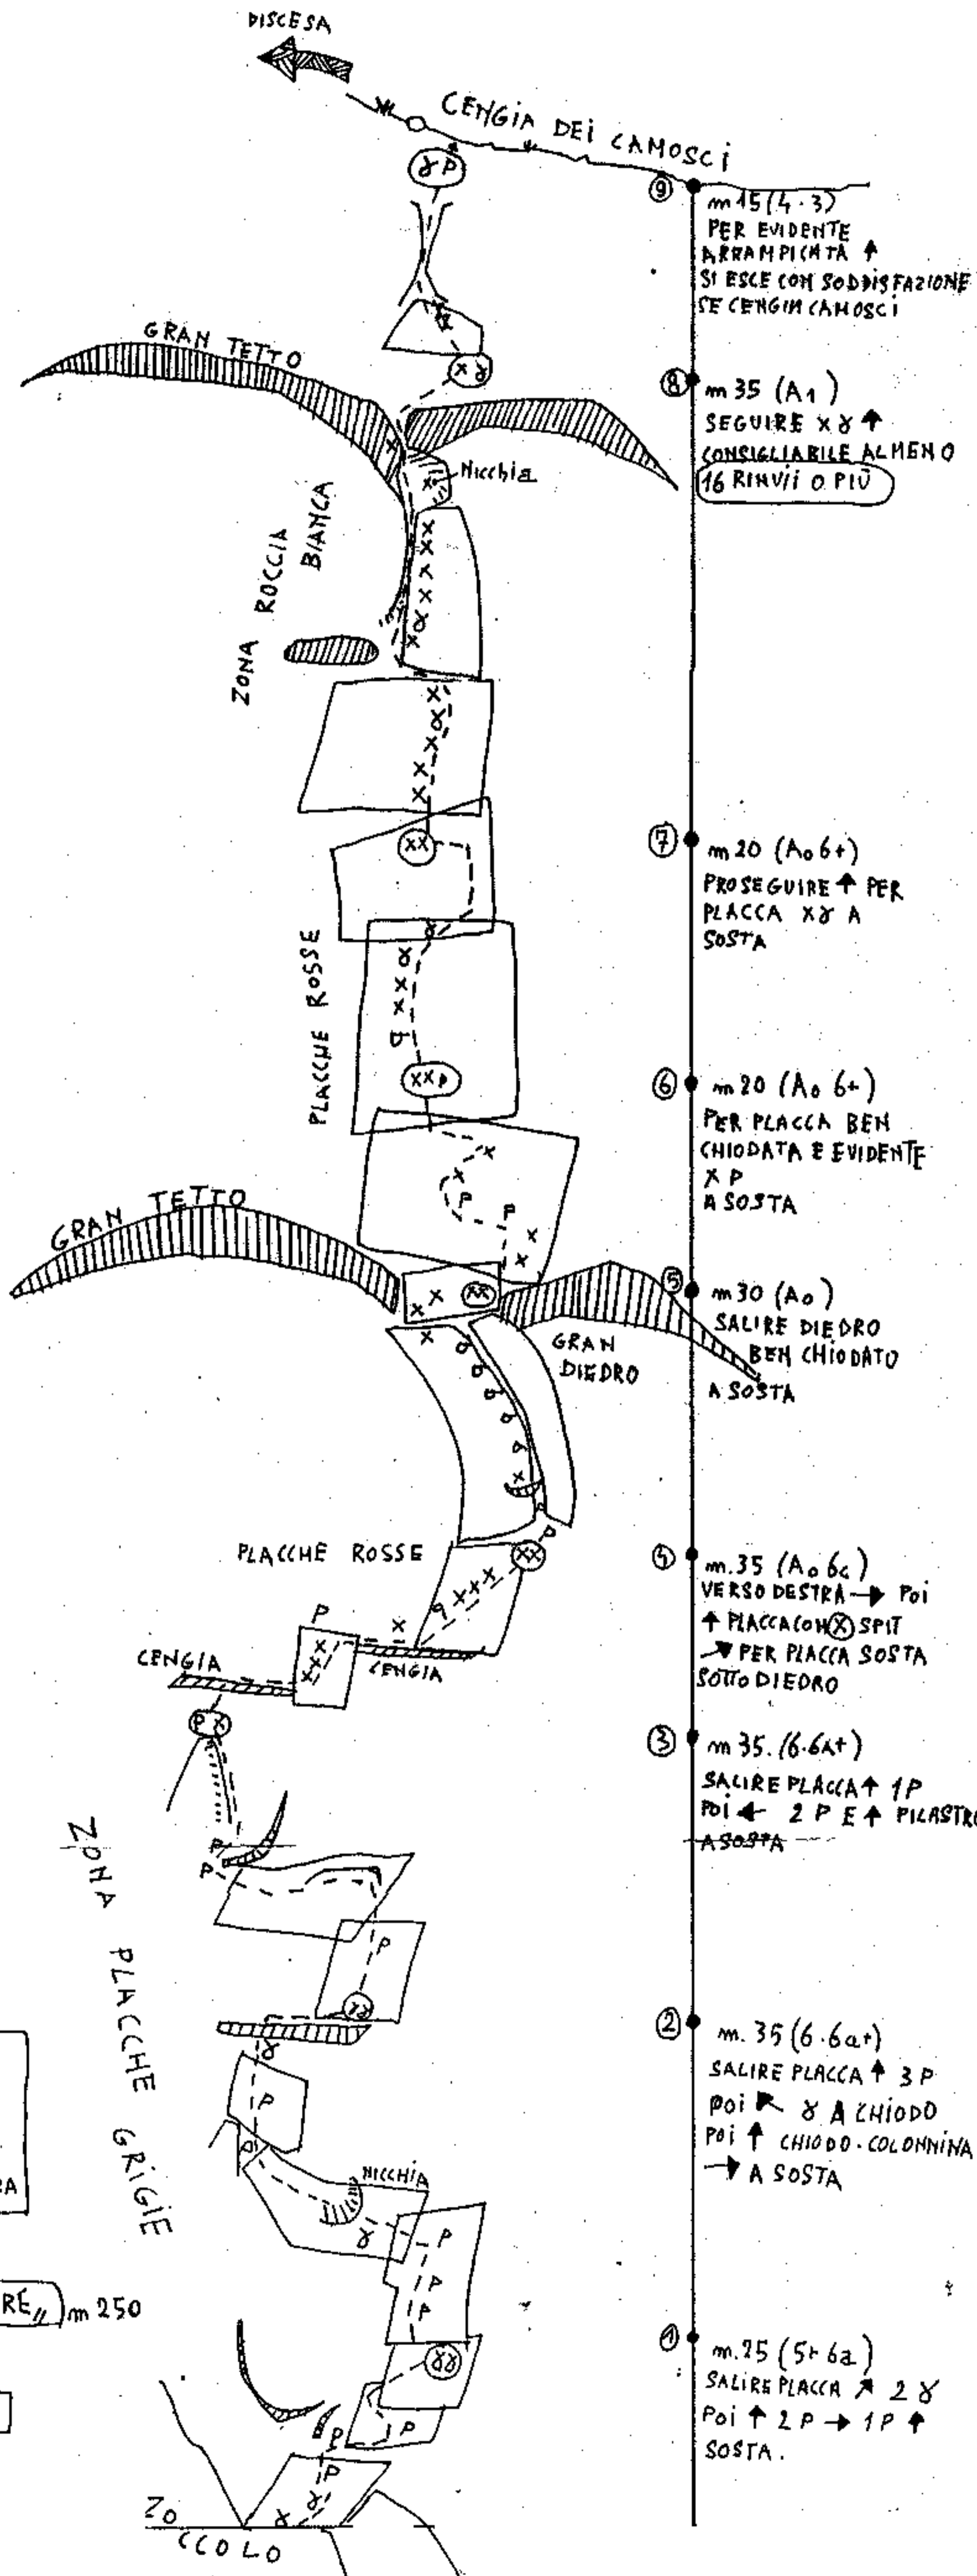 DISCESA
CENGIA DEI CAMOSCI
⑨
m 15 (4·3)
PER EVIDENTE
ARRAMPICATA ↑
SI ESCE CON SODDISFAZIONE
SE CENGIA CAMOSCI
GRAN TETTO
⑧
m 35 (A1)
SEGUIRE x ɣ ↑
CONSIGLIABILE ALMENO
16 RINVII O PIÙ
Nicchia
ZONA ROCCIA
BIANCA
⑦
m 20 (A0 6+)
PROSEGUIRE ↑ PER
PLACCA xɣ A
SOSTA
PLACCHE ROSSE
⑥
m 20 (A0 6+)
PER PLACCA BEN
CHIODATA E EVIDENTE
X P
A SOSTA
GRAN TETTO
⑤
m 30 (A0)
SALIRE DIEDRO
BEN CHIODATO
A SOSTA
GRAN
DIEDRO
PLACCHE ROSSE
④
m. 35 (A0 6c)
VERSO DESTRA → POI
↑ PLACCA CON Ⓧ SPIT
↗ PER PLACCA SOSTA
SOTTO DIEDRO
CENGIA
CENGIA
③
m 35. (6·6a+)
SALIRE PLACCA ↑ 1P
POI ← 2 P E ↑ PILASTRO
A SOSTA
ZONA PLACCHE GRIGIE
②
m. 35 (6·6a+)
SALIRE PLACCA ↑ 3 P
POI ↖ ɣ A CHIODO
POI ↑ CHIODO·COLONNINA
→ A SOSTA
NICCHIA
RA
RE„ m 250
①
m. 25 (5+ 6a)
SALIRE PLACCA ↗ 2 ɣ
POI ↑ 2 P → 1 P ↑
SOSTA.
ZO
CCOLO